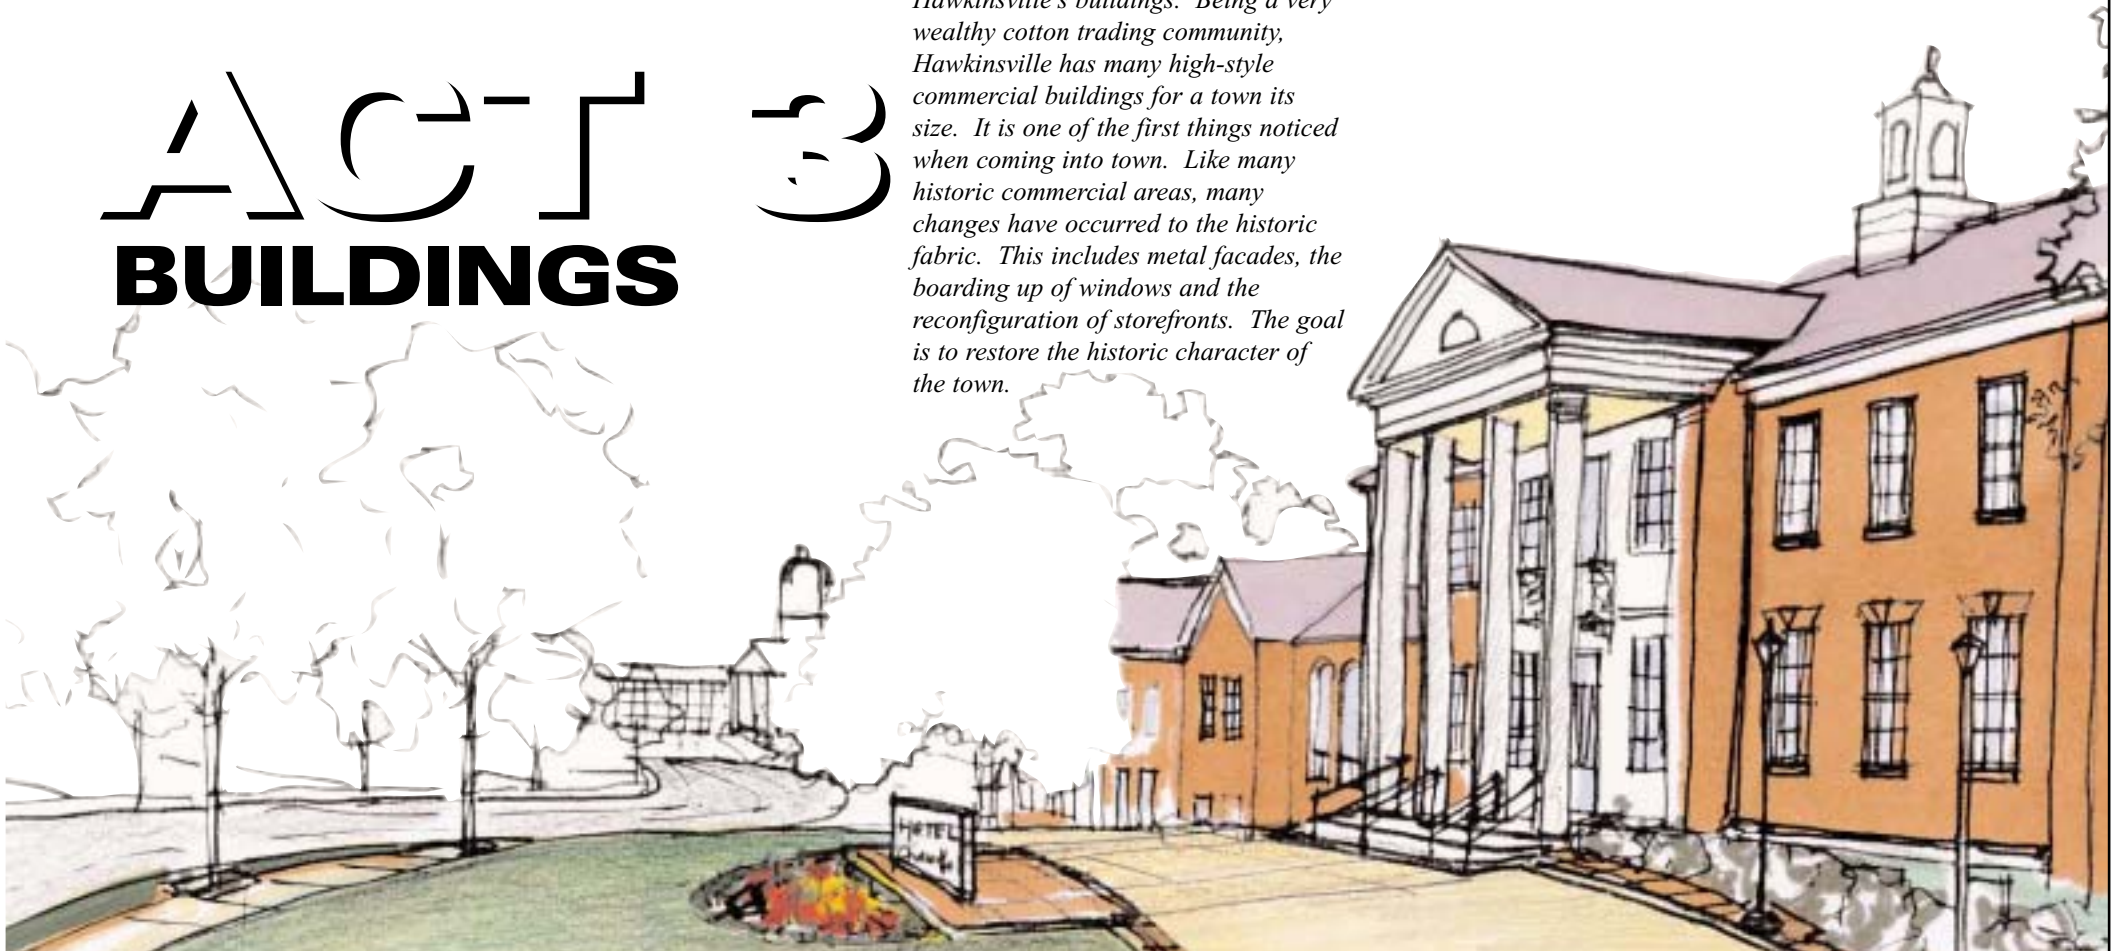 ACT 3
BUILDINGS
Hawkinsville's buildings.  Being a very
wealthy cotton trading community,
Hawkinsville has many high-style
commercial buildings for a town its
size.  It is one of the first things noticed
when coming into town.  Like many
historic commercial areas, many
changes have occurred to the historic
fabric.  This includes metal facades, the
boarding up of windows and the
reconfiguration of storefronts.  The goal
is to restore the historic character of
the town.
HOTEL